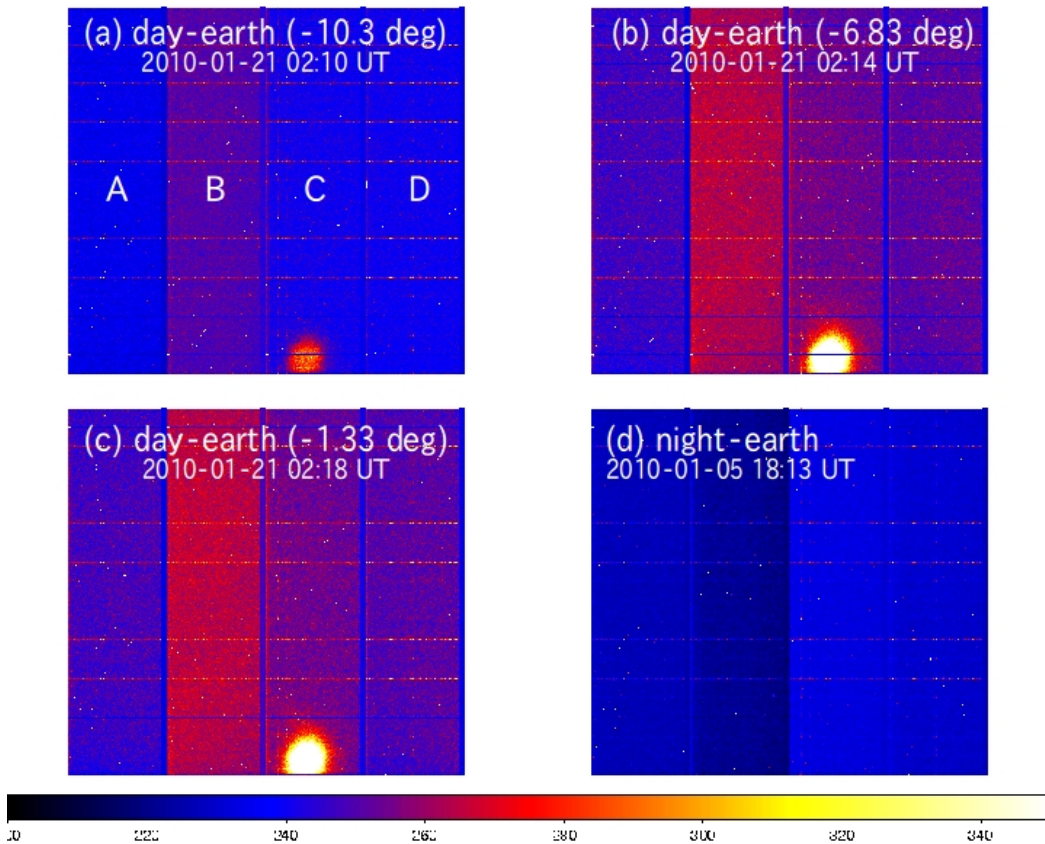 (a) day-earth (-10.3 deg)
2010-01-21 02:10 UT
A B C D
(b) day-earth (-6.83 deg)
2010-01-21 02:14 UT
(c) day-earth (-1.33 deg)
2010-01-21 02:18 UT
(d) night-earth
2010-01-05 18:13 UT
220 240 260 280 300 320 340